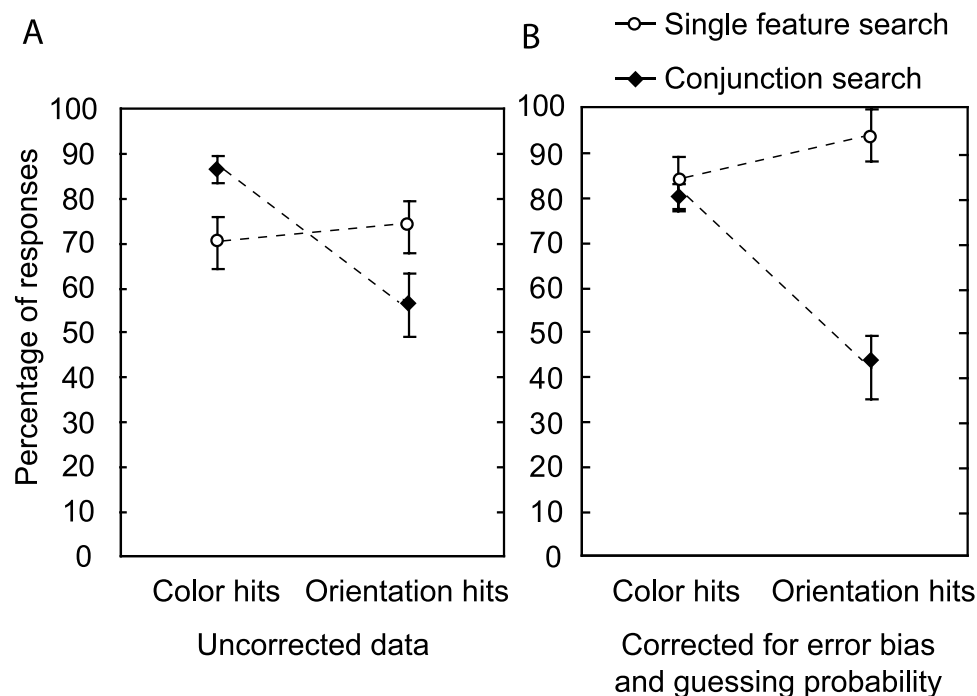 A
B
Single feature search
Conjunction search
Percentage of responses
100
90
80
70
60
50
40
30
20
10
0
Color hits Orientation hits
Uncorrected data
100
90
80
70
60
50
40
30
20
10
0
Color hits Orientation hits
Corrected for error bias
and guessing probability